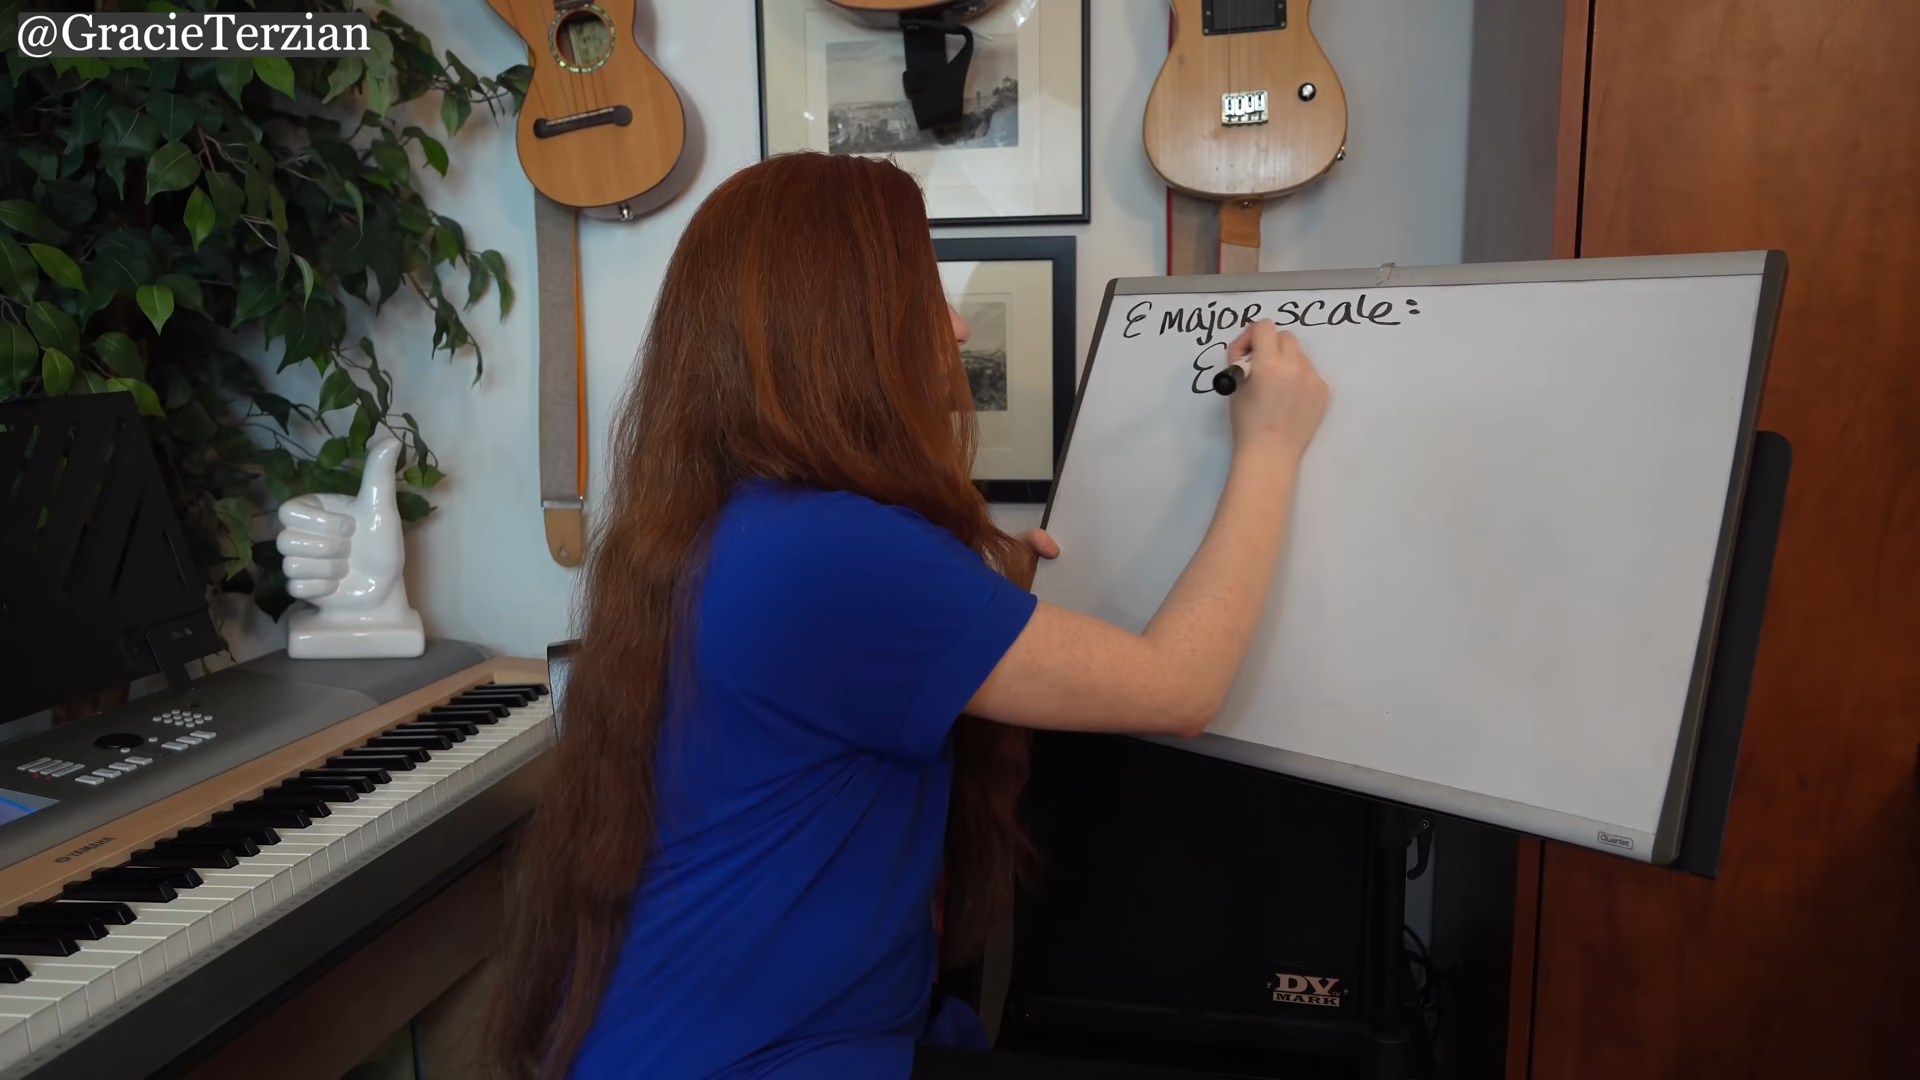 @GracieTerzian
E major scale:
E
YAMAHA
Quartet
DV
MARK